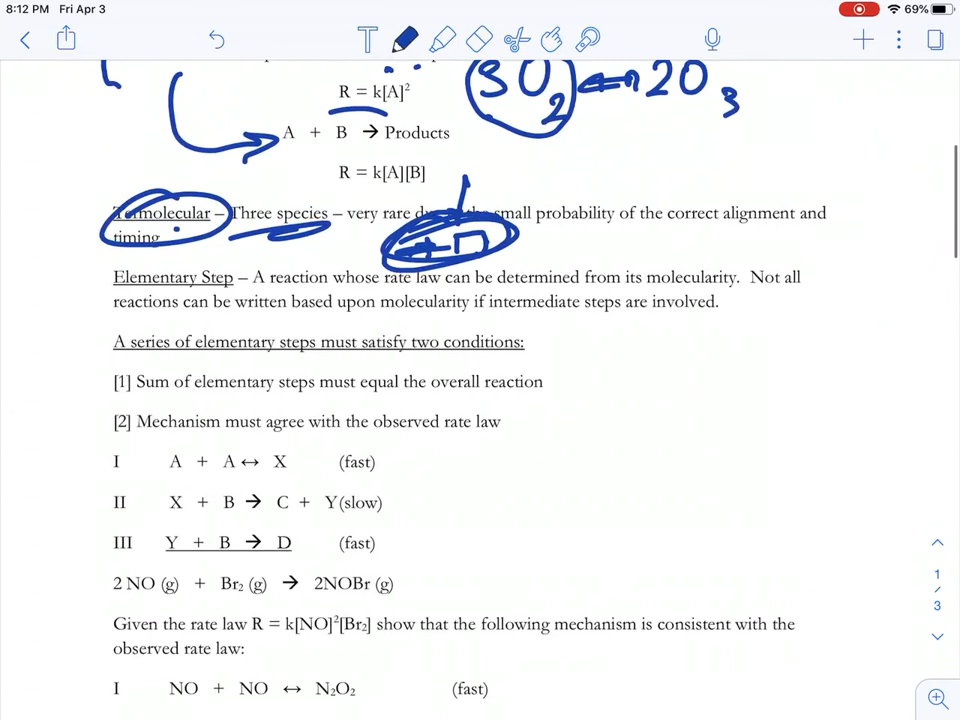 8:12 PM Fri Apr 3
69%
3O2 2O3
R = k[A]²
A + B → Products
R = k[A][B]
Termolecular – Three species – very rare due to the small probability of the correct alignment and
timing
Elementary Step – A reaction whose rate law can be determined from its molecularity. Not all
reactions can be written based upon molecularity if intermediate steps are involved.
A series of elementary steps must satisfy two conditions:
[1] Sum of elementary steps must equal the overall reaction
[2] Mechanism must agree with the observed rate law
I A + A ↔ X (fast)
II X + B → C + Y(slow)
III Y + B → D (fast)
2 NO (g) + Br₂ (g) → 2NOBr (g)
Given the rate law R = k[NO]²[Br₂] show that the following mechanism is consistent with the
observed rate law:
I NO + NO ↔ N₂O₂ (fast)
1
/
3